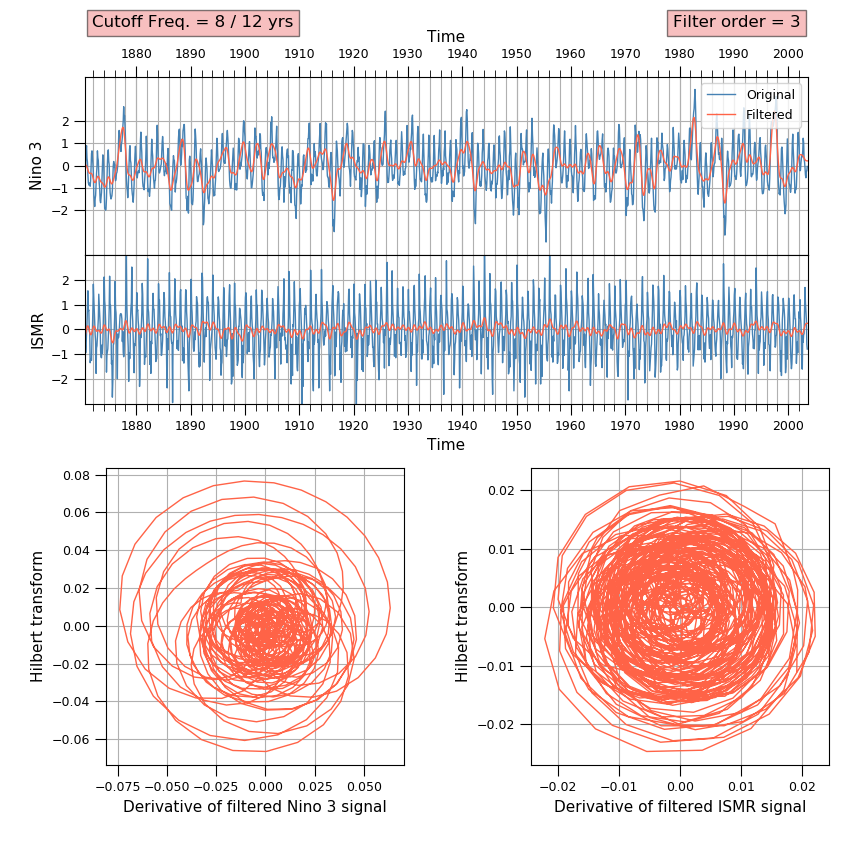 Cutoff Freq. = 8 / 12 yrs
Filter order = 3
Time
1880 1890 1900 1910 1920 1930 1940 1950 1960 1970 1980 1990 2000
Original
Filtered
Nino 3
2
1
0
−1
−2
ISMR
2
1
0
−1
−2
1880 1890 1900 1910 1920 1930 1940 1950 1960 1970 1980 1990 2000
Time
Hilbert transform
0.08
0.06
0.04
0.02
0.00
−0.02
−0.04
−0.06
−0.075 −0.050 −0.025 0.000 0.025 0.050
Derivative of filtered Nino 3 signal
Hilbert transform
0.02
0.01
0.00
−0.01
−0.02
−0.02 −0.01 0.00 0.01 0.02
Derivative of filtered ISMR signal